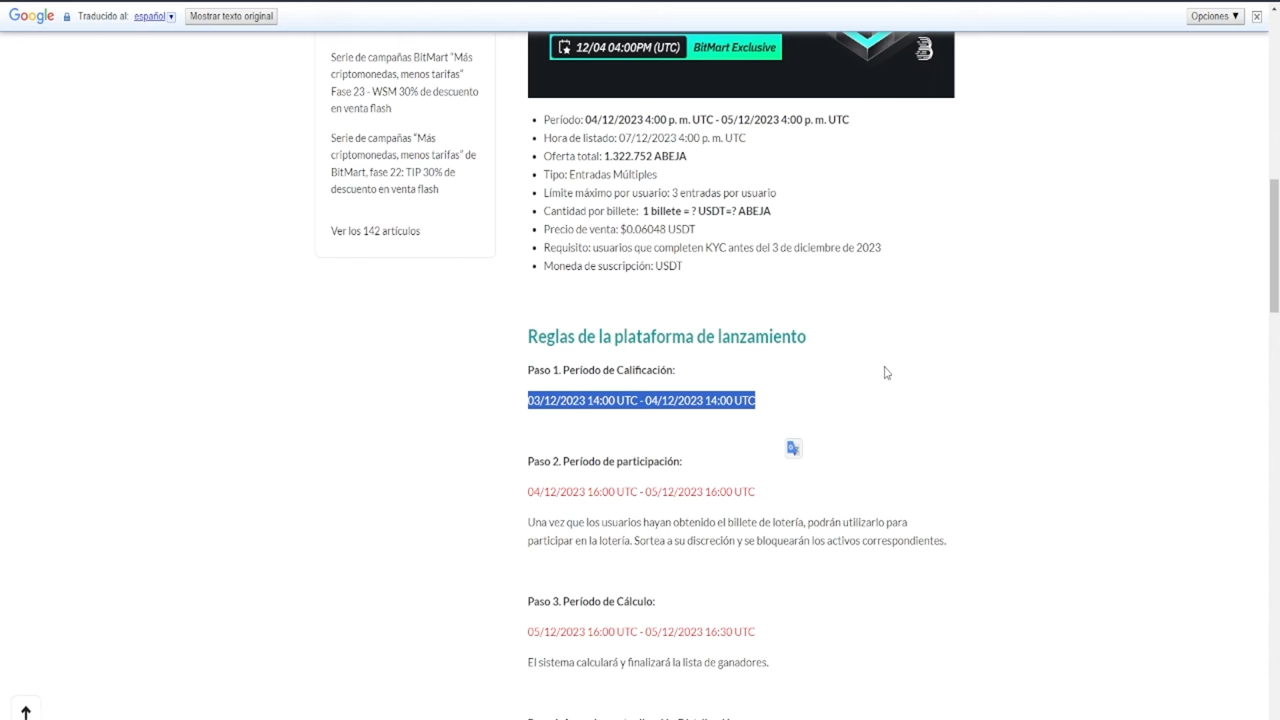 Google Traducido al: español Mostrar texto original Opciones ▼
12/04 04:00PM (UTC) BitMart Exclusive
Serie de campañas BitMart “Más
criptomonedas, menos tarifas”
Fase 23 - WSM 30% de descuento
en venta flash
Serie de campañas “Más
criptomonedas, menos tarifas” de
BitMart, fase 22: TIP 30% de
descuento en venta flash
Ver los 142 artículos
• Período: 04/12/2023 4:00 p. m. UTC - 05/12/2023 4:00 p. m. UTC
• Hora de listado: 07/12/2023 4:00 p. m. UTC
• Oferta total: 1.322.752 ABEJA
• Tipo: Entradas Múltiples
• Límite máximo por usuario: 3 entradas por usuario
• Cantidad por billete: 1 billete = ? USDT=? ABEJA
• Precio de venta: $0.06048 USDT
• Requisito: usuarios que completen KYC antes del 3 de diciembre de 2023
• Moneda de suscripción: USDT
Reglas de la plataforma de lanzamiento
Paso 1. Período de Calificación:
03/12/2023 14:00 UTC - 04/12/2023 14:00 UTC
Paso 2. Período de participación:
04/12/2023 16:00 UTC - 05/12/2023 16:00 UTC
Una vez que los usuarios hayan obtenido el billete de lotería, podrán utilizarlo para
participar en la lotería. Sortea a su discreción y se bloquearán los activos correspondientes.
Paso 3. Período de Cálculo:
05/12/2023 16:00 UTC - 05/12/2023 16:30 UTC
El sistema calculará y finalizará la lista de ganadores.